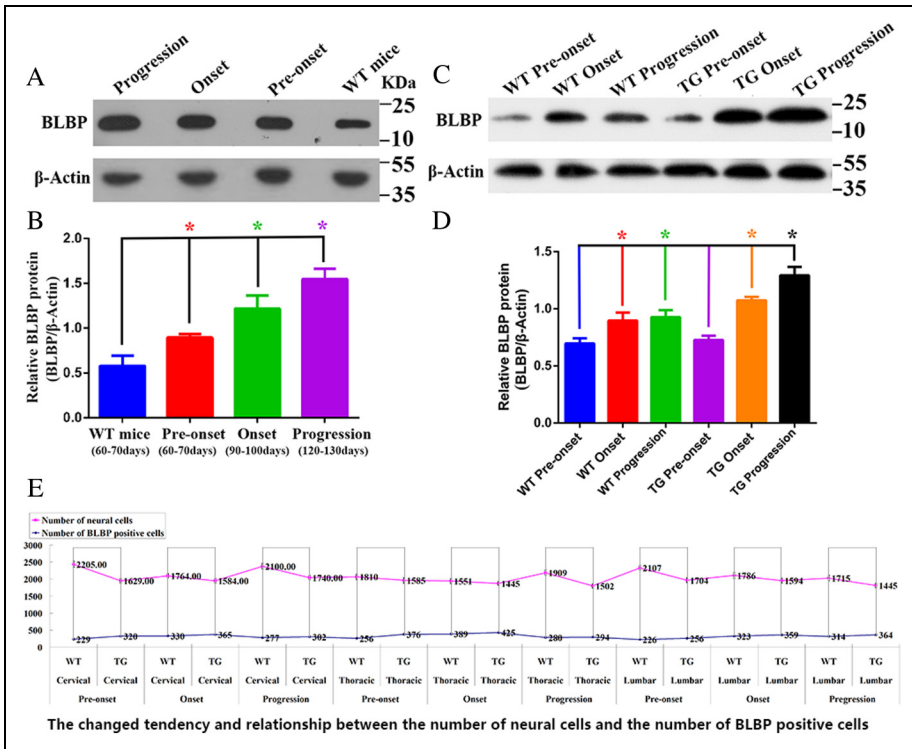 A
Progression Onset Pre-onset WT mice KDa
BLBP
25
10
β-Actin
55
35
B
* * *
Relative BLBP protein
(BLBP/β-Actin)
2.0
1.5
1.0
0.5
0.0
WT mice Pre-onset Onset Progression
(60-70days) (60-70days) (90-100days) (120-130days)
C
WT Pre-onset WT Onset WT Progression TG Pre-onset TG Onset TG Progression
BLBP
25
10
β-Actin
55
35
D
* * * *
Relative BLBP protein
(BLBP/β-Actin)
1.5
1.0
0.5
0.0
WT Pre-onset WT Onset WT Progression TG Pre-onset TG Onset TG Progression
E
Number of neural cells
Number of BLBP positive cells
3000
2500
2000
1500
1000
500
0
2205.00 1629.00 1764.00 1584.00 2100.00 1740.00 1810 1585 1551 1445 1909 1502 2107 1704 1786 1594 1715 1445
229 320 330 365 277 302 256 376 389 425 280 294 226 256 323 359 314 364
WT TG WT TG WT TG WT TG WT TG WT TG WT TG WT TG WT TG
Cervical Cervical Cervical Cervical Cervical Cervical Thoracic Thoracic Thoracic Thoracic Thoracic Thoracic Lumbar Lumbar Lumbar Lumbar Lumbar Lumbar
Pre-onset Onset Progression Pre-onset Onset Progression Pre-onset Onset Pregression
The changed tendency and relationship between the number of neural cells and the number of BLBP positive cells